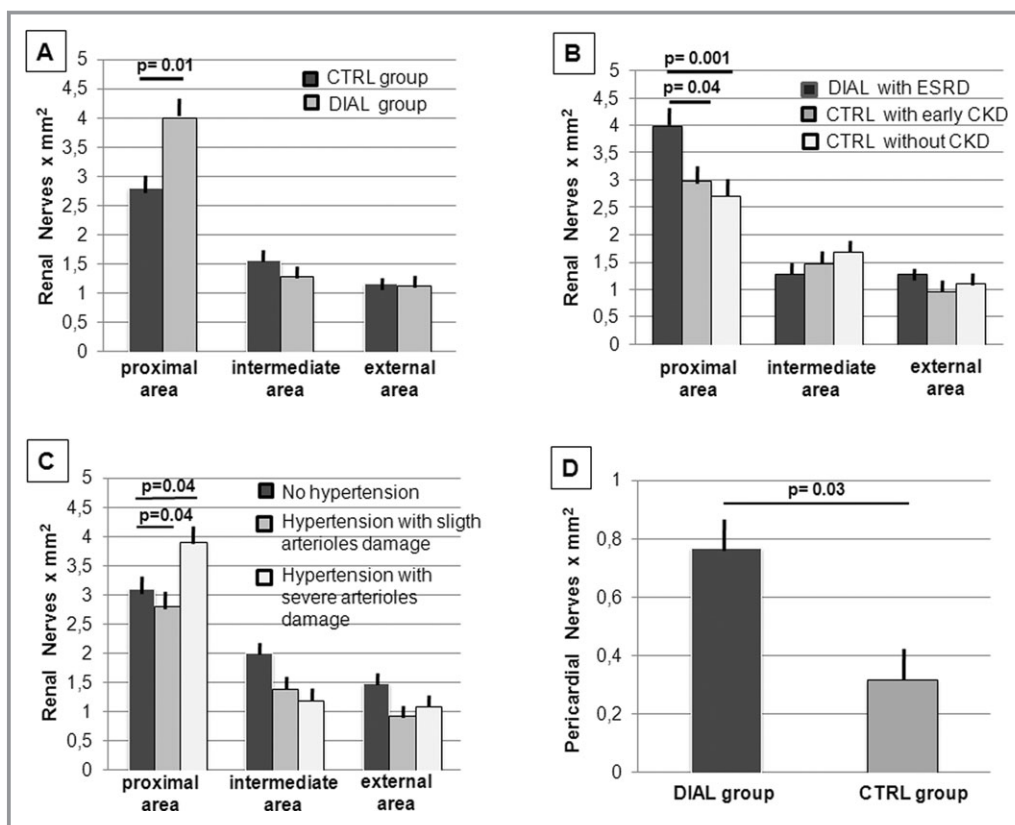 A
p= 0.01
CTRL group
DIAL group
5
4,5
4
3,5
3
2,5
2
1,5
1
0,5
0
Renal Nerves x mm²
proximal area
intermediate area
external area
B
p= 0.001
p= 0.04
DIAL with ESRD
CTRL with early CKD
CTRL without CKD
5
4,5
4
3,5
3
2,5
2
1,5
1
0,5
0
Renal Nerves x mm²
proximal area
intermediate area
external area
C
p=0.04
p=0.04
No hypertension
Hypertension with sligth
arterioles damage
Hypertension with
severe arterioles
damage
5
4,5
4
3,5
3
2,5
2
1,5
1
0,5
0
Renal Nerves x mm²
proximal area
intermediate area
external area
D
p= 0.03
1
0,8
0,6
0,4
0,2
0
Pericardial Nerves x mm²
DIAL group
CTRL group